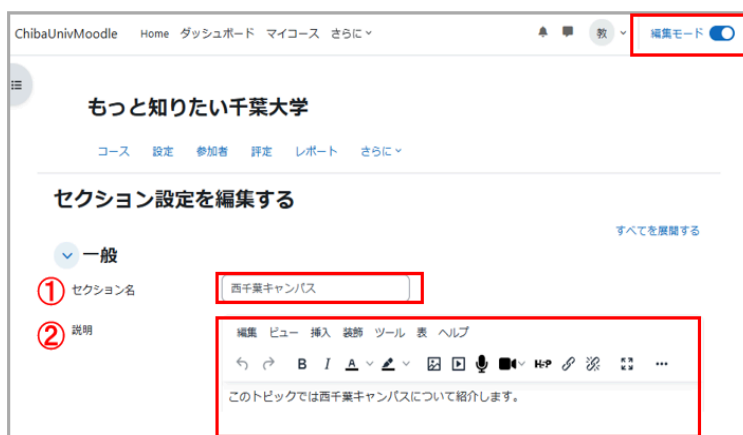 ChibaUnivMoodle Home ダッシュボード マイコース さらに 教 編集モード
もっと知りたい千葉大学
コース 設定 参加者 評定 レポート さらに
セクション設定を編集する
すべてを展開する
一般
① セクション名 西千葉キャンパス
② 説明
編集 ビュー 挿入 装飾 ツール 表 ヘルプ
B I A H-P
このトピックでは西千葉キャンパスについて紹介します。